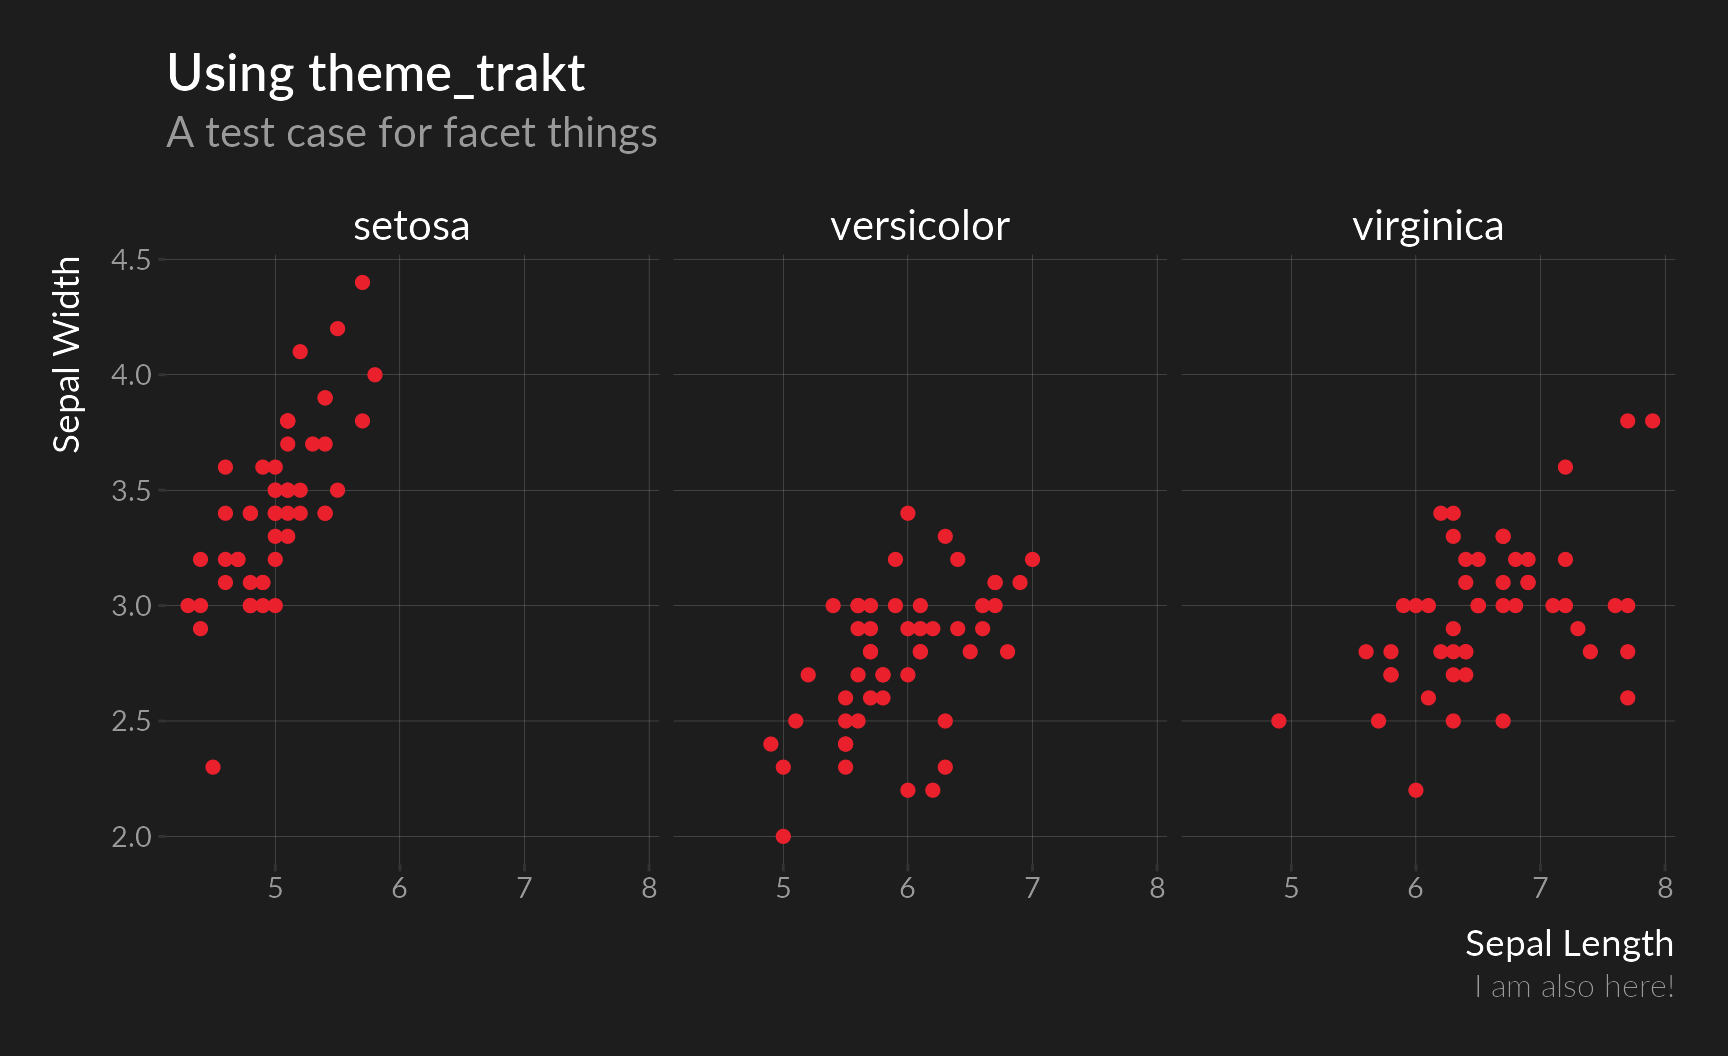 Using theme_trakt
A test case for facet things
setosa
versicolor
virginica
Sepal Width
4.5
4.0
3.5
3.0
2.5
2.0
5 6 7 8
5 6 7 8
5 6 7 8
Sepal Length
I am also here!